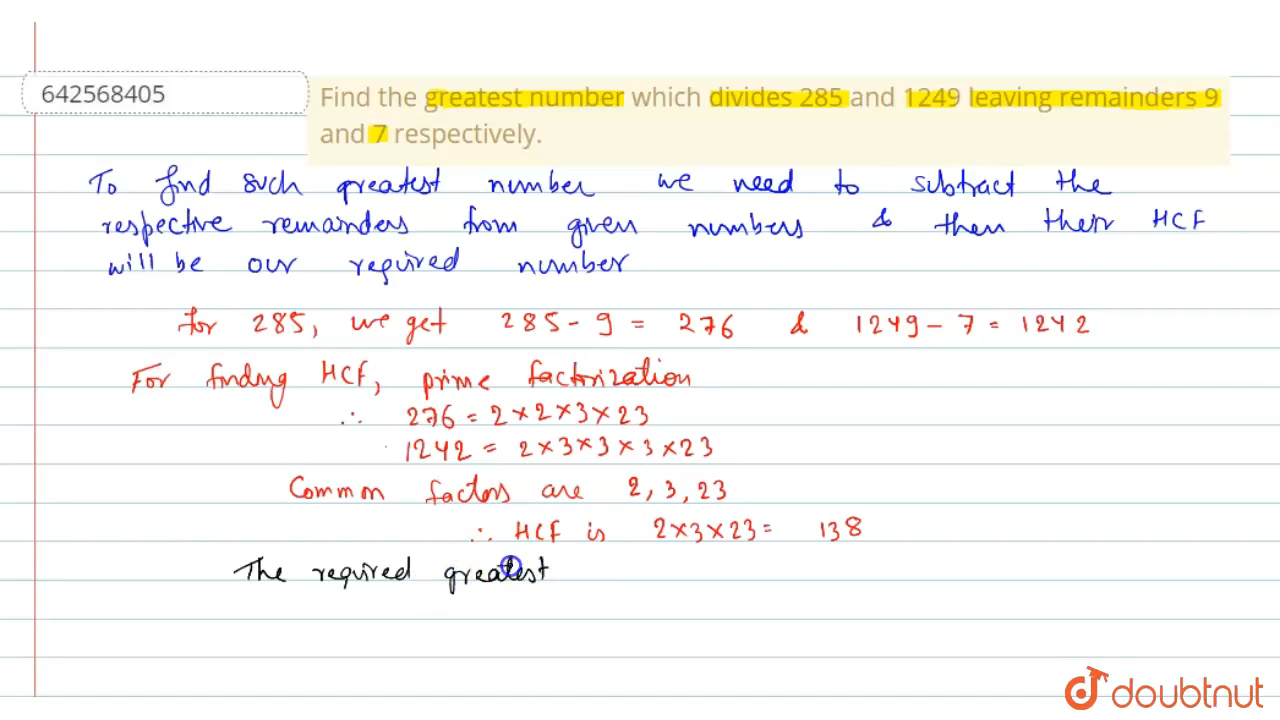 642568405
Find the greatest number which divides 285 and 1249 leaving remainders 9
and 7 respectively.
To find such greatest number we need to subtract the
respective remainders from given numbers & then their HCF
will be our required number
for 285, we get 285 - 9 = 276 & 1249 - 7 = 1242
For finding HCF, prime factorization
∴ 276 = 2 × 2 × 3 × 23
1242 = 2 × 3 × 3 × 3 × 23
Common factors are 2, 3, 23
∴ HCF is 2 × 3 × 23 = 138
The required greatest
doubtnut